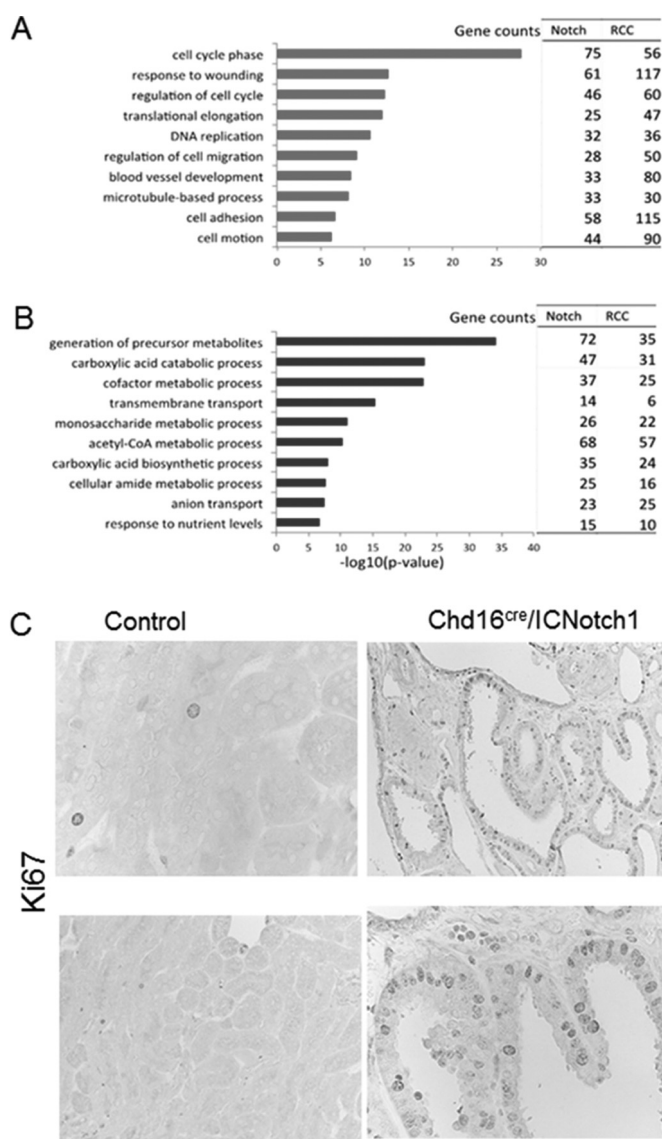 A
Gene counts Notch RCC
cell cycle phase 75 56
response to wounding 61 117
regulation of cell cycle 46 60
translational elongation 25 47
DNA replication 32 36
regulation of cell migration 28 50
blood vessel development 33 80
microtubule-based process 33 30
cell adhesion 58 115
cell motion 44 90
0 5 10 15 20 25 30
B
Gene counts Notch RCC
generation of precursor metabolites 72 35
carboxylic acid catabolic process 47 31
cofactor metabolic process 37 25
transmembrane transport 14 6
monosaccharide metabolic process 26 22
acetyl-CoA metabolic process 68 57
carboxylic acid biosynthetic process 35 24
cellular amide metabolic process 25 16
anion transport 23 25
response to nutrient levels 15 10
0 5 10 15 20 25 30 35 40
-log10(p-value)
C
Control Chd16cre/ICNotch1
Ki67